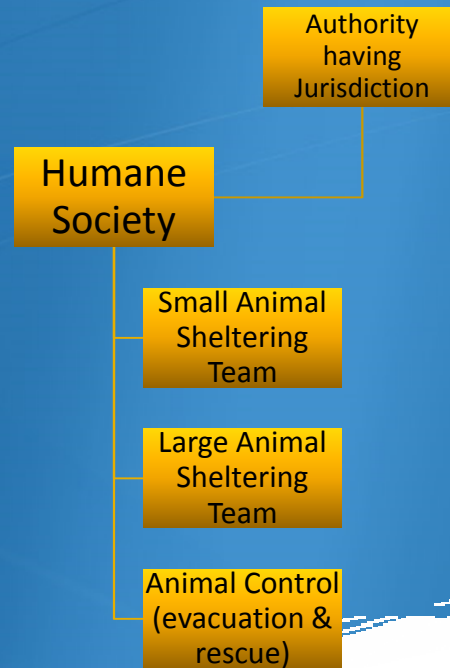 Authority
having
Jurisdiction
Humane
Society
Small Animal
Sheltering
Team
Large Animal
Sheltering
Team
Animal Control
(evacuation &
rescue)